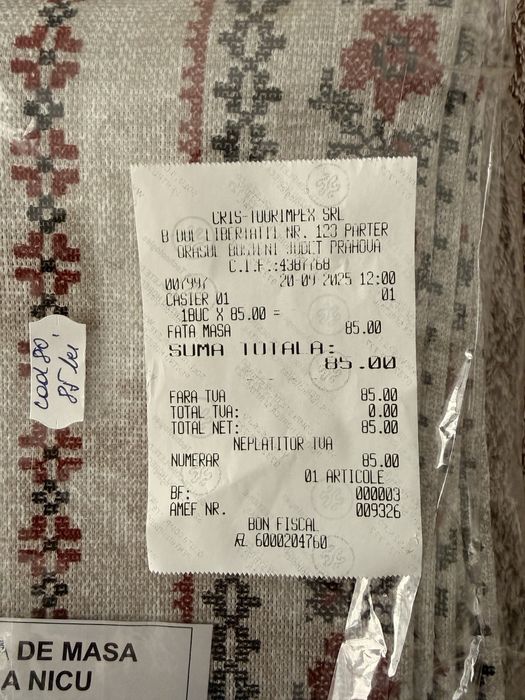 CRIS-TOURIMPEX SRL
B-DUL LIBERTATII NR. 123 PARTER
ORASUL BUSTENI JUDET PRAHOVA
C.I.F.:4387768
007997 20-09-2025 12:00
CASIER 01 01
1BUC X 85.00 =
FATA MASA 85.00
SUMA TOTALA:
85.00
FARA TVA 85.00
TOTAL TVA: 0.00
TOTAL NET: 85.00
NEPLATITOR TVA
NUMERAR 85.00
01 ARTICOLE
BF: 000003
AMEF NR. 009326
BON FISCAL
6000204760
cod 80.
85 lei
DE MASA
A NICU